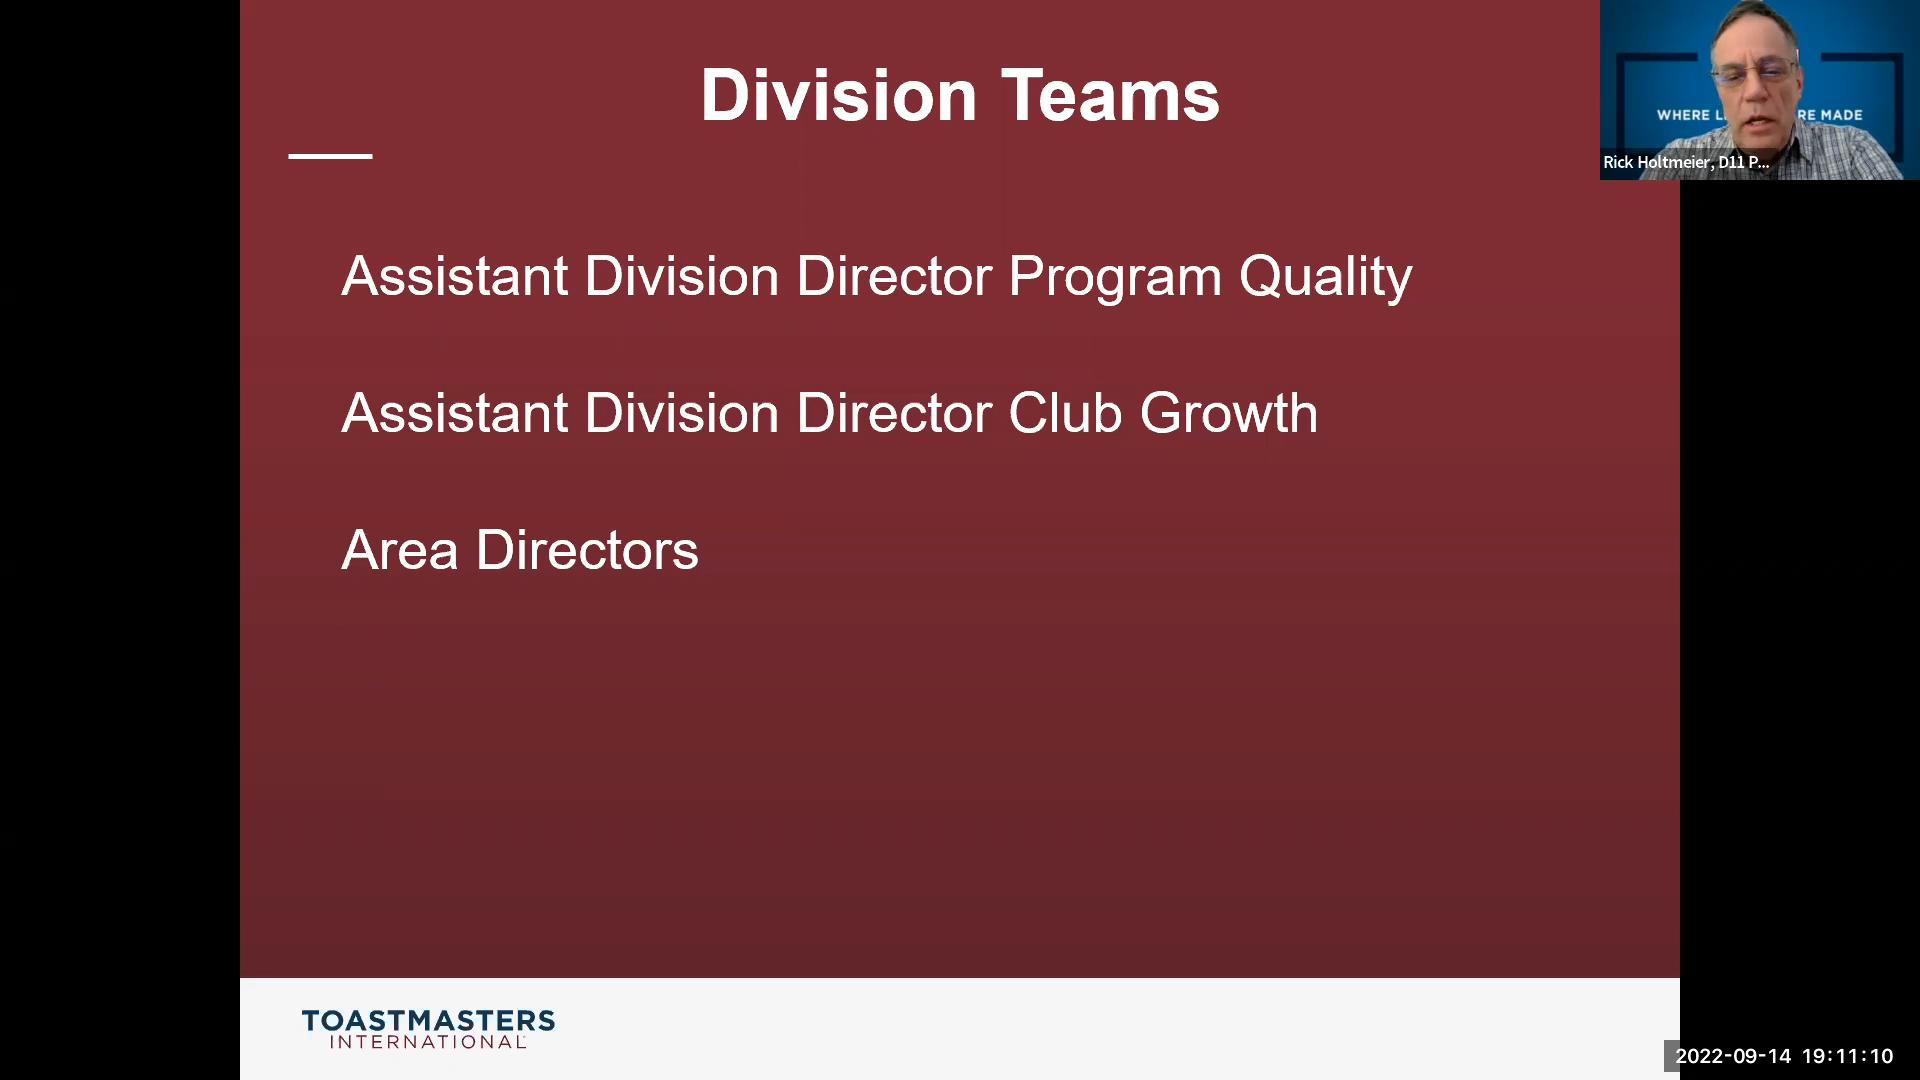 Division Teams
WHERE L RE MADE
Rick Holtmeier, D11 P...
Assistant Division Director Program Quality
Assistant Division Director Club Growth
Area Directors
TOASTMASTERS
INTERNATIONAL
2022-09-14 19:11:10